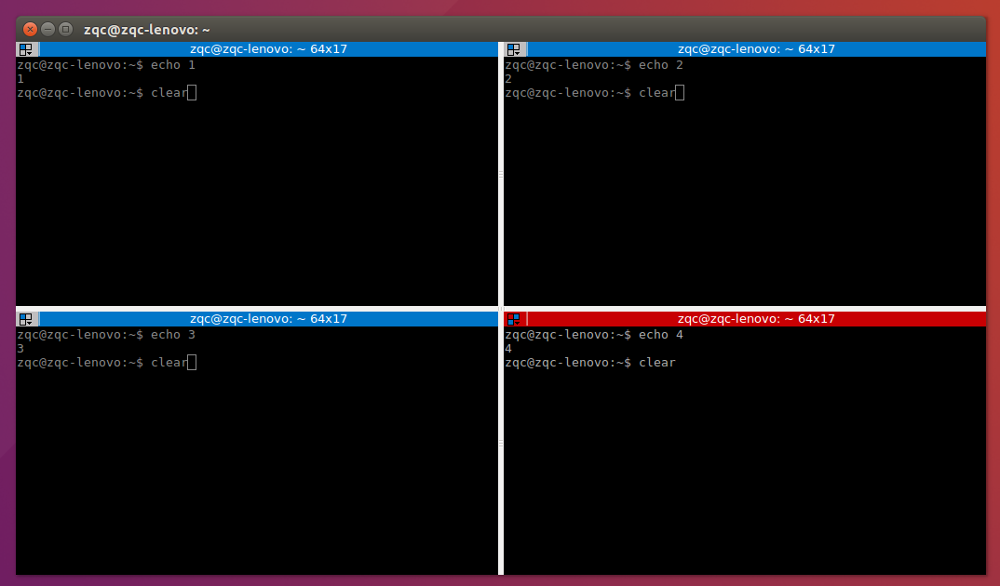 zqc@zqc-lenovo: ~
zqc@zqc-lenovo: ~ 64x17
zqc@zqc-lenovo:~$ echo 1
1
zqc@zqc-lenovo:~$ clear
zqc@zqc-lenovo: ~ 64x17
zqc@zqc-lenovo:~$ echo 2
2
zqc@zqc-lenovo:~$ clear
zqc@zqc-lenovo: ~ 64x17
zqc@zqc-lenovo:~$ echo 3
3
zqc@zqc-lenovo:~$ clear
zqc@zqc-lenovo: ~ 64x17
zqc@zqc-lenovo:~$ echo 4
4
zqc@zqc-lenovo:~$ clear